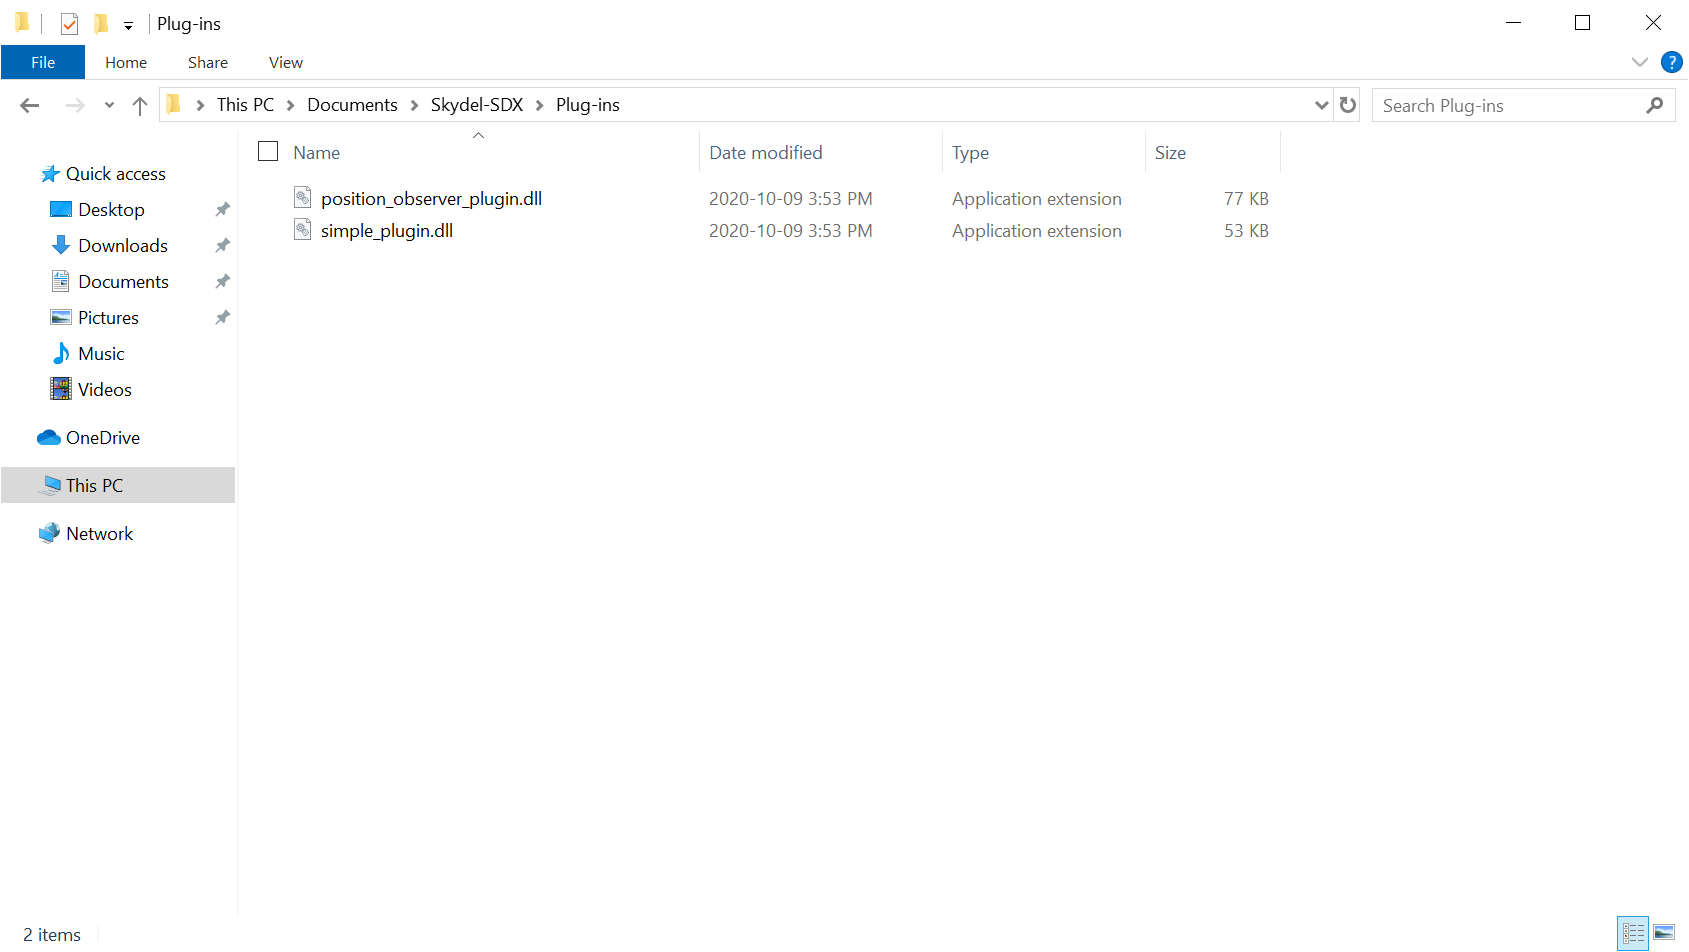 Plug-ins
File Home Share View
?
This PC Documents Skydel-SDX Plug-ins Search Plug-ins
Name Date modified Type Size
position_observer_plugin.dll 2020-10-09 3:53 PM Application extension 77 KB
simple_plugin.dll 2020-10-09 3:53 PM Application extension 53 KB
Quick access
Desktop
Downloads
Documents
Pictures
Music
Videos
OneDrive
This PC
Network
2 items